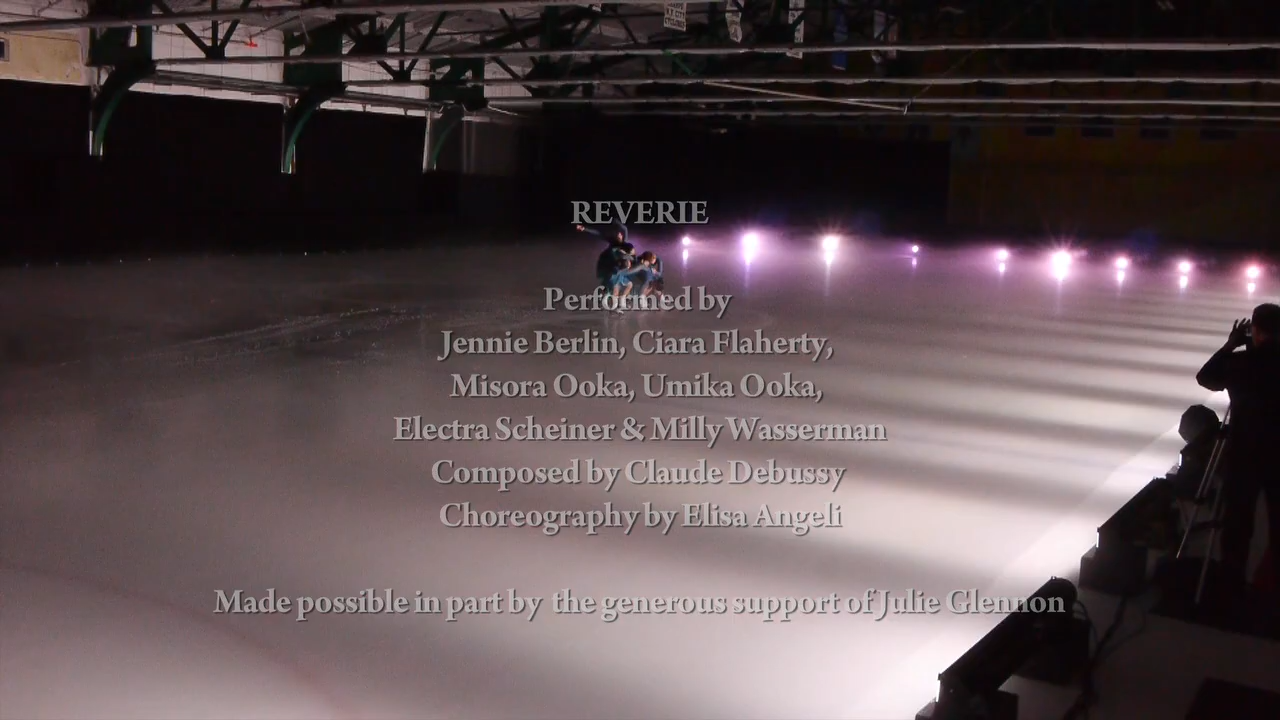 REVERIE
Performed by
Jennie Berlin, Ciara Flaherty,
Misora Ooka, Umika Ooka,
Electra Scheiner & Milly Wasserman
Composed by Claude Debussy
Choreography by Elisa Angeli
Made possible in part by the generous support of Julie Glennon